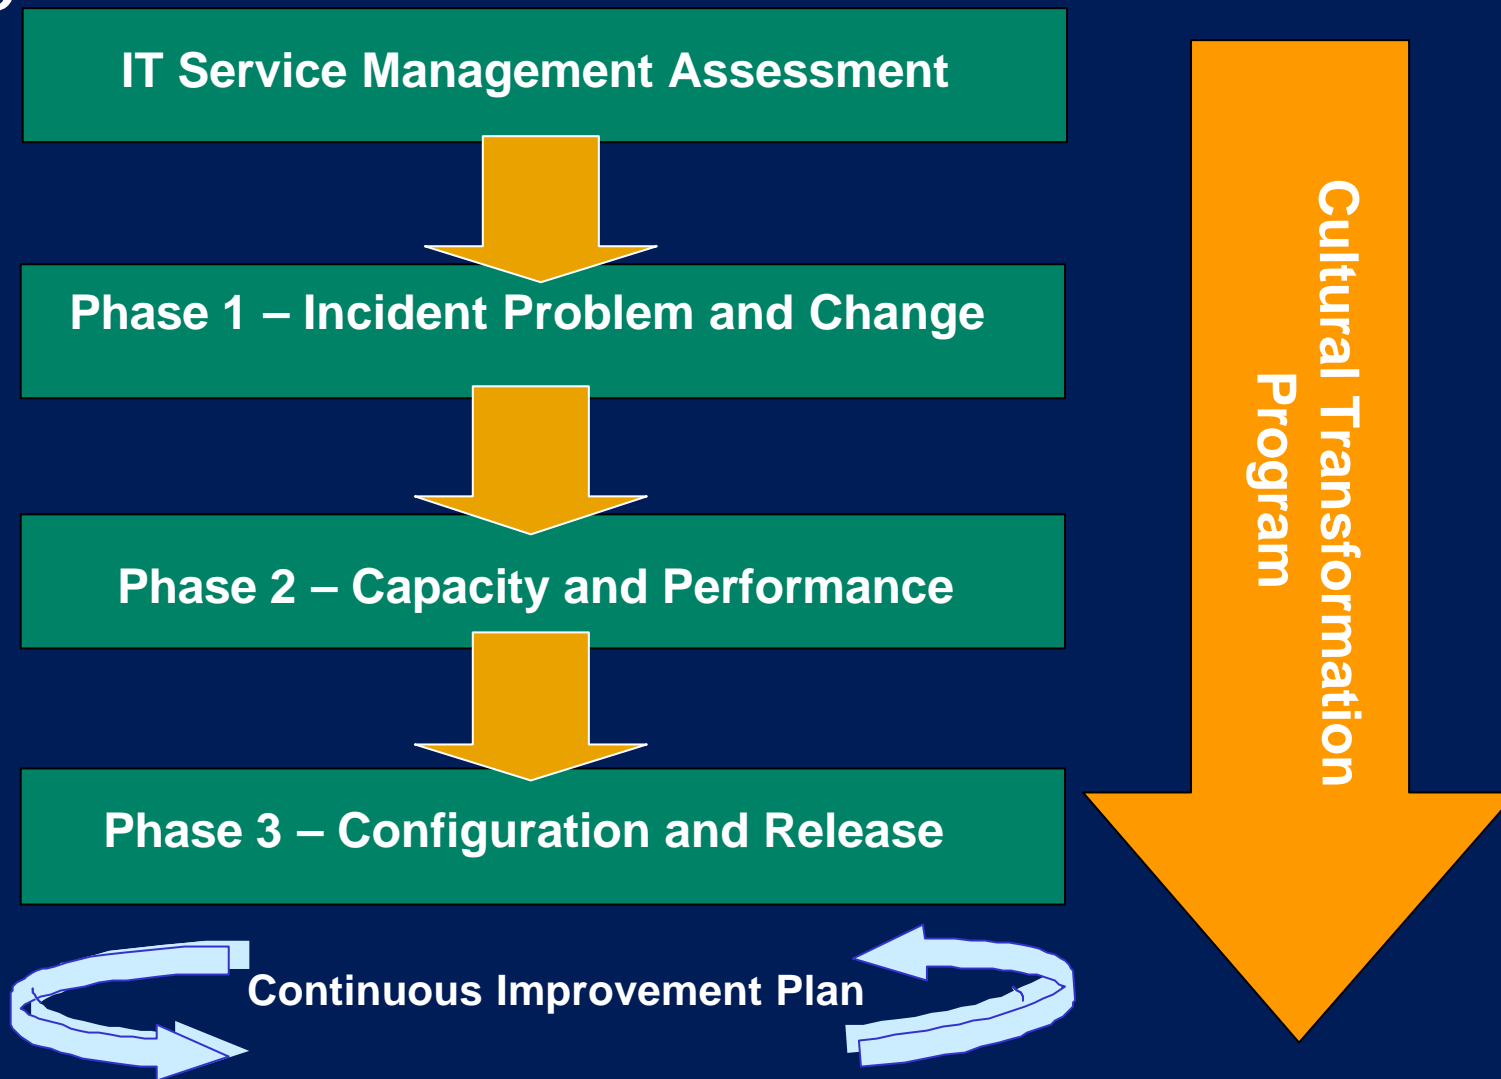 IT Service Management Assessment
Phase 1 – Incident Problem and Change
Phase 2 – Capacity and Performance
Phase 3 – Configuration and Release
Continuous Improvement Plan
Cultural Transformation
Program